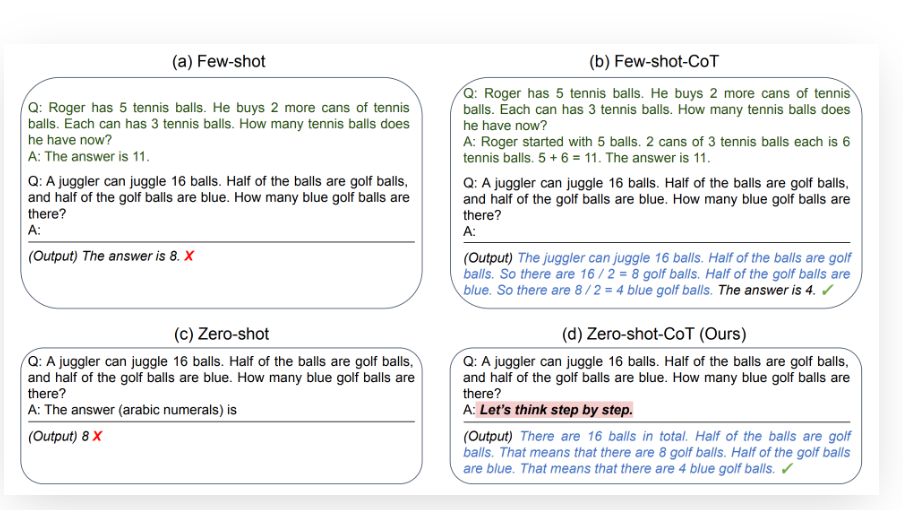 (a) Few-shot
Q: Roger has 5 tennis balls. He buys 2 more cans of tennis
balls. Each can has 3 tennis balls. How many tennis balls does
he have now?
A: The answer is 11.
Q: A juggler can juggle 16 balls. Half of the balls are golf balls,
and half of the golf balls are blue. How many blue golf balls are
there?
A:
(Output) The answer is 8. ✗
(b) Few-shot-CoT
Q: Roger has 5 tennis balls. He buys 2 more cans of tennis
balls. Each can has 3 tennis balls. How many tennis balls does
he have now?
A: Roger started with 5 balls. 2 cans of 3 tennis balls each is 6
tennis balls. 5 + 6 = 11. The answer is 11.
Q: A juggler can juggle 16 balls. Half of the balls are golf balls,
and half of the golf balls are blue. How many blue golf balls are
there?
A:
(Output) The juggler can juggle 16 balls. Half of the balls are golf
balls. So there are 16 / 2 = 8 golf balls. Half of the golf balls are
blue. So there are 8 / 2 = 4 blue golf balls. The answer is 4. ✓
(c) Zero-shot
Q: A juggler can juggle 16 balls. Half of the balls are golf balls,
and half of the golf balls are blue. How many blue golf balls are
there?
A: The answer (arabic numerals) is
(Output) 8 ✗
(d) Zero-shot-CoT (Ours)
Q: A juggler can juggle 16 balls. Half of the balls are golf balls,
and half of the golf balls are blue. How many blue golf balls are
there?
A: Let's think step by step.
(Output) There are 16 balls in total. Half of the balls are golf
balls. That means that there are 8 golf balls. Half of the golf balls
are blue. That means that there are 4 blue golf balls. ✓